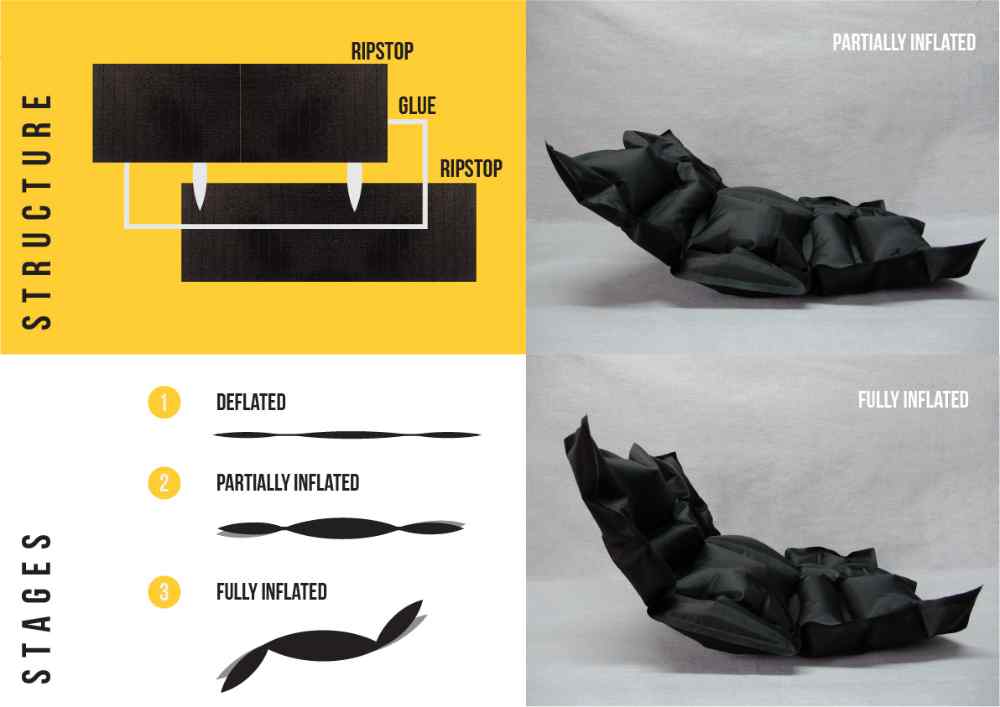 STRUCTURE
RIPSTOP
GLUE
RIPSTOP
PARTIALLY INFLATED
STAGES
1 DEFLATED
2 PARTIALLY INFLATED
3 FULLY INFLATED
FULLY INFLATED